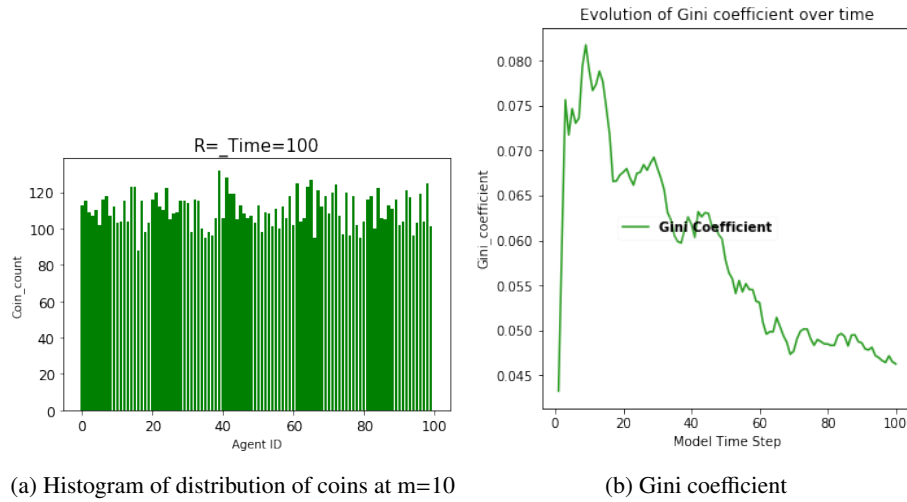 R=_Time=100
Coin_count
120
100
80
60
40
20
0
0 20 40 60 80 100
Agent ID
(a) Histogram of distribution of coins at m=10
Evolution of Gini coefficient over time
Gini_coefficient
0.080
0.075
0.070
0.065
0.060
0.055
0.050
0.045
Gini Coefficient
0 20 40 60 80 100
Model Time Step
(b) Gini coefficient